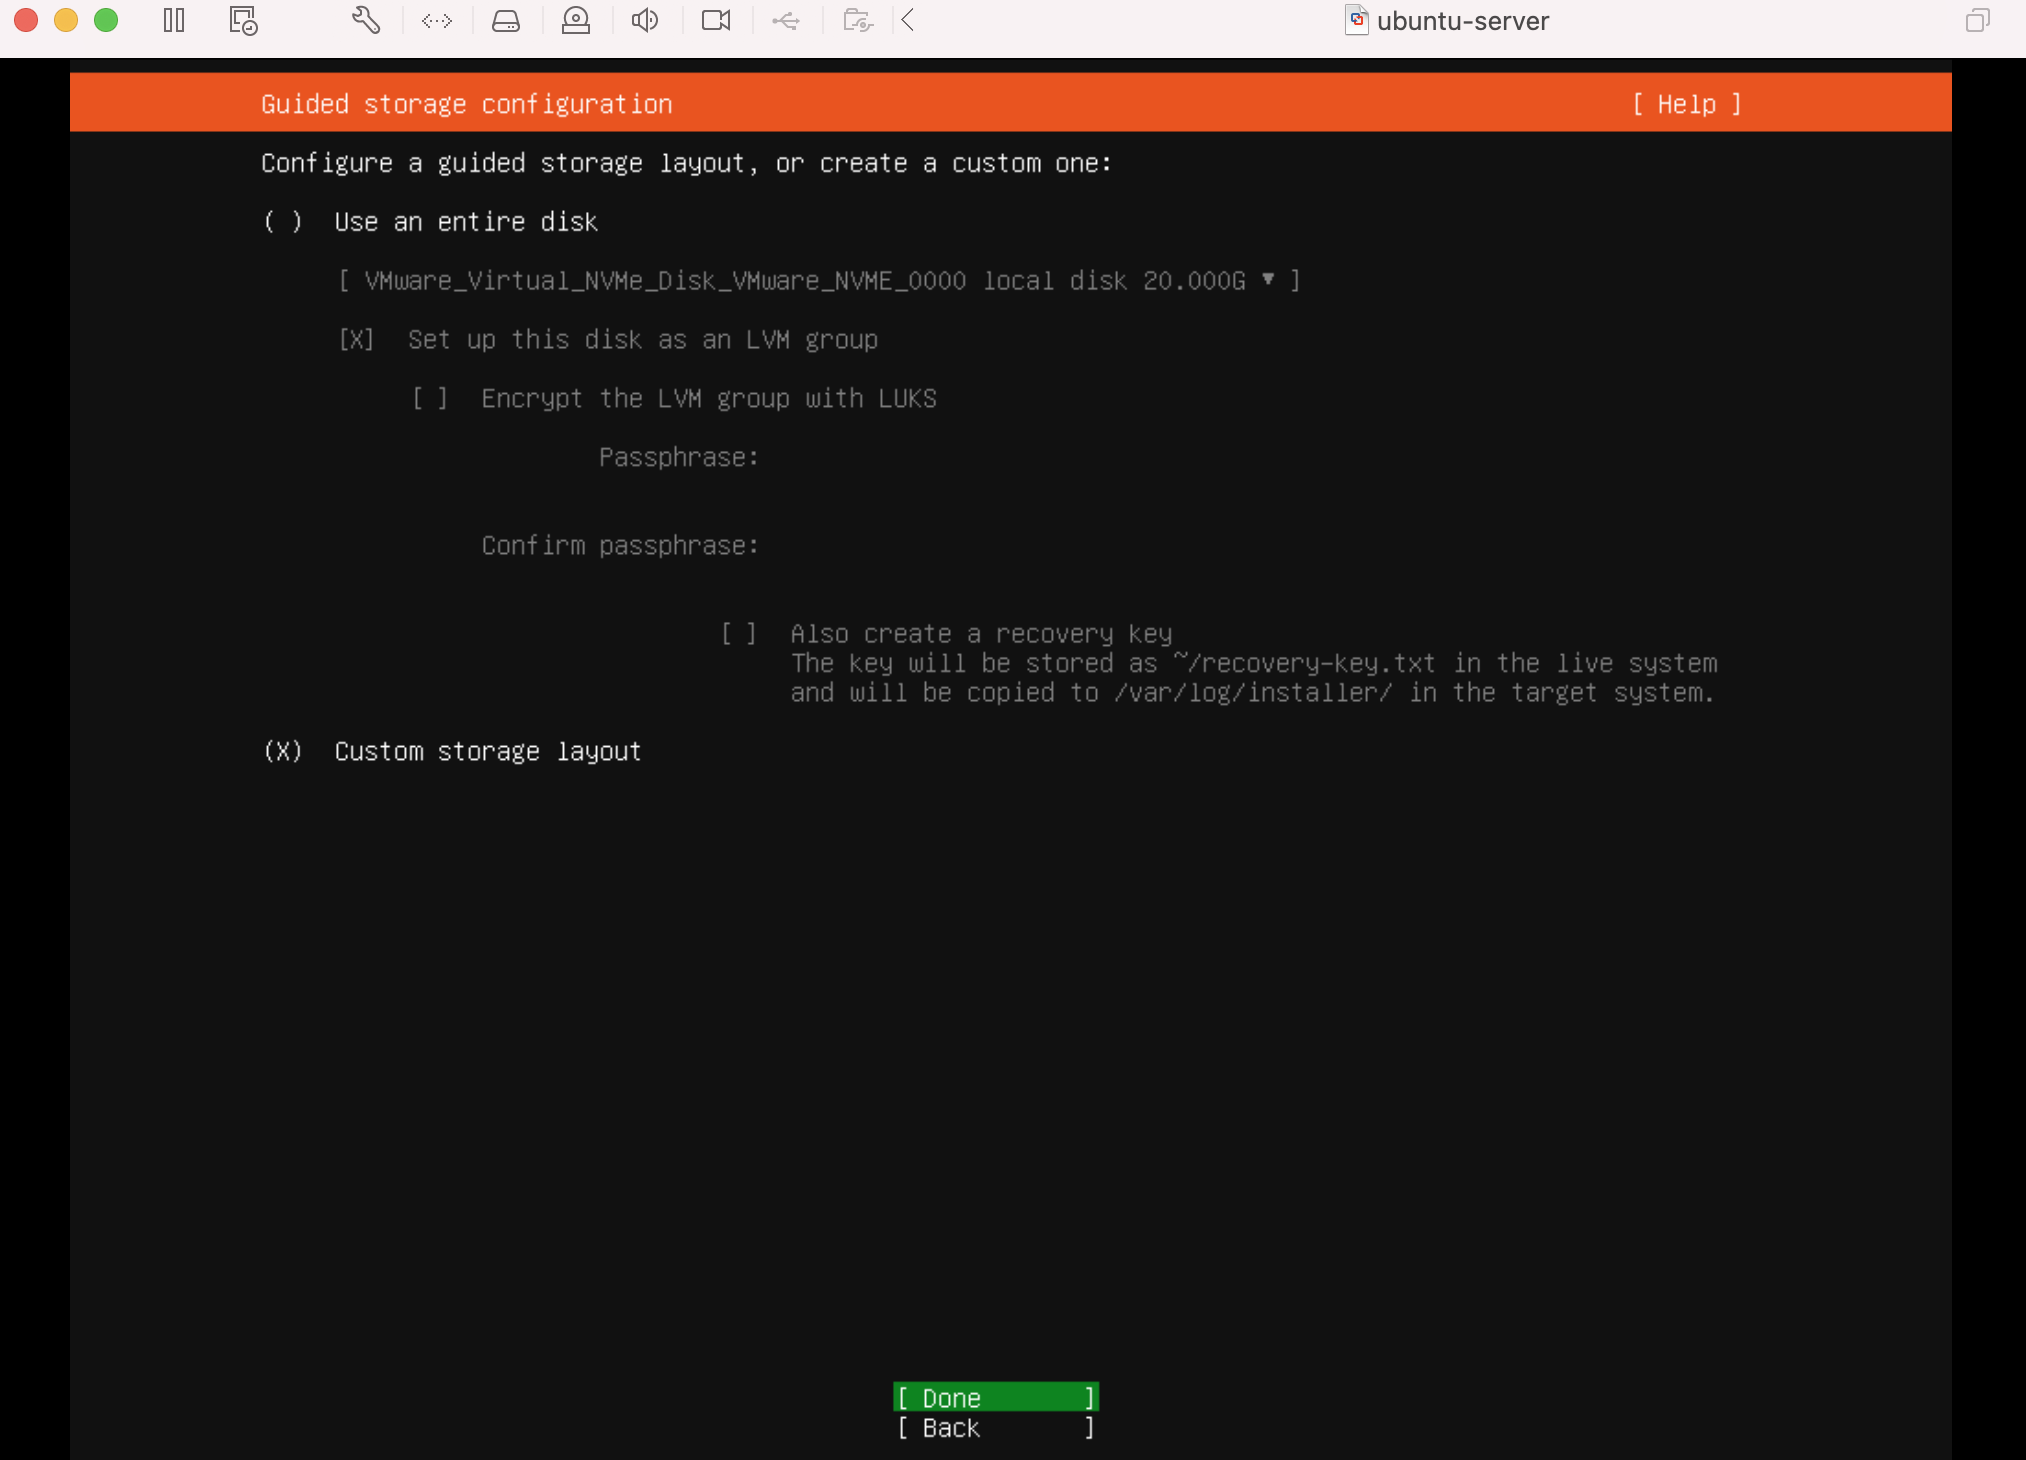 ubuntu-server
Guided storage configuration [ Help ]
Configure a guided storage layout, or create a custom one:
( ) Use an entire disk
[ VMware_Virtual_NVMe_Disk_VMware_NVME_0000 local disk 20.000G ▾ ]
[X] Set up this disk as an LVM group
[ ] Encrypt the LVM group with LUKS
Passphrase:
Confirm passphrase:
[ ] Also create a recovery key
The key will be stored as ~/recovery-key.txt in the live system
and will be copied to /var/log/installer/ in the target system.
(X) Custom storage layout
[ Done ]
[ Back ]